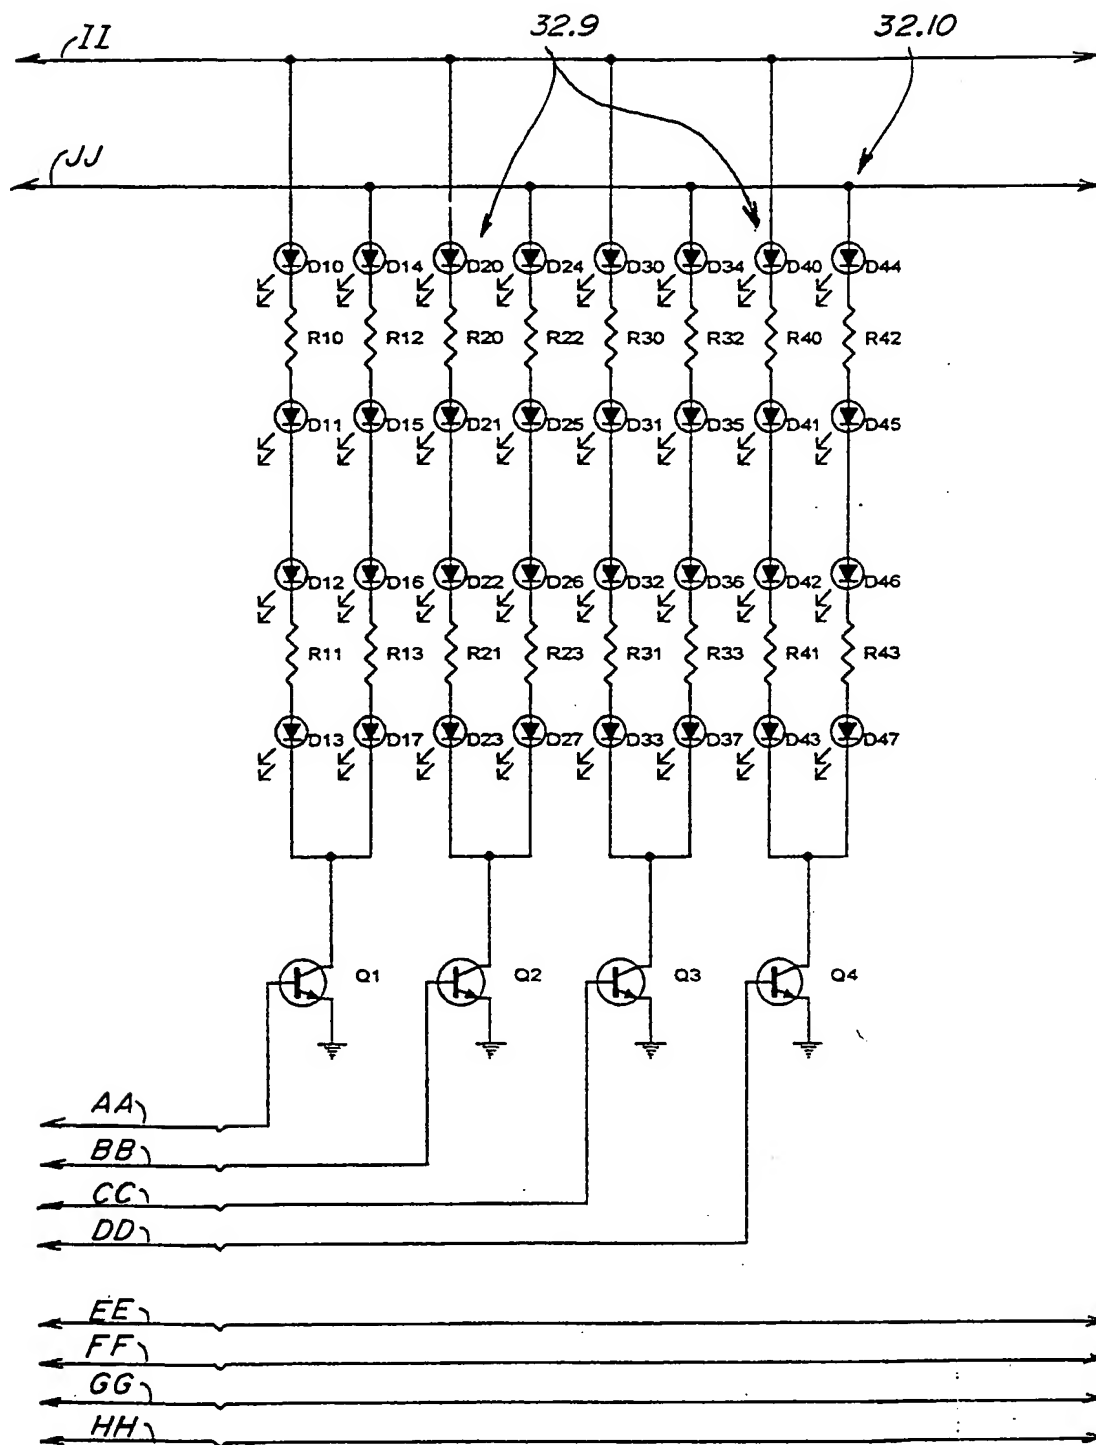 II 32.9 32.10
JJ
D10 D14 D20 D24 D30 D34 D40 D44
R10 R12 R20 R22 R30 R32 R40 R42
D11 D15 D21 D25 D31 D35 D41 D45
D12 D16 D22 D26 D32 D36 D42 D46
R11 R13 R21 R23 R31 R33 R41 R43
D13 D17 D23 D27 D33 D37 D43 D47
Q1 Q2 Q3 Q4
AA
BB
CC
DD
EE
FF
GG
HH